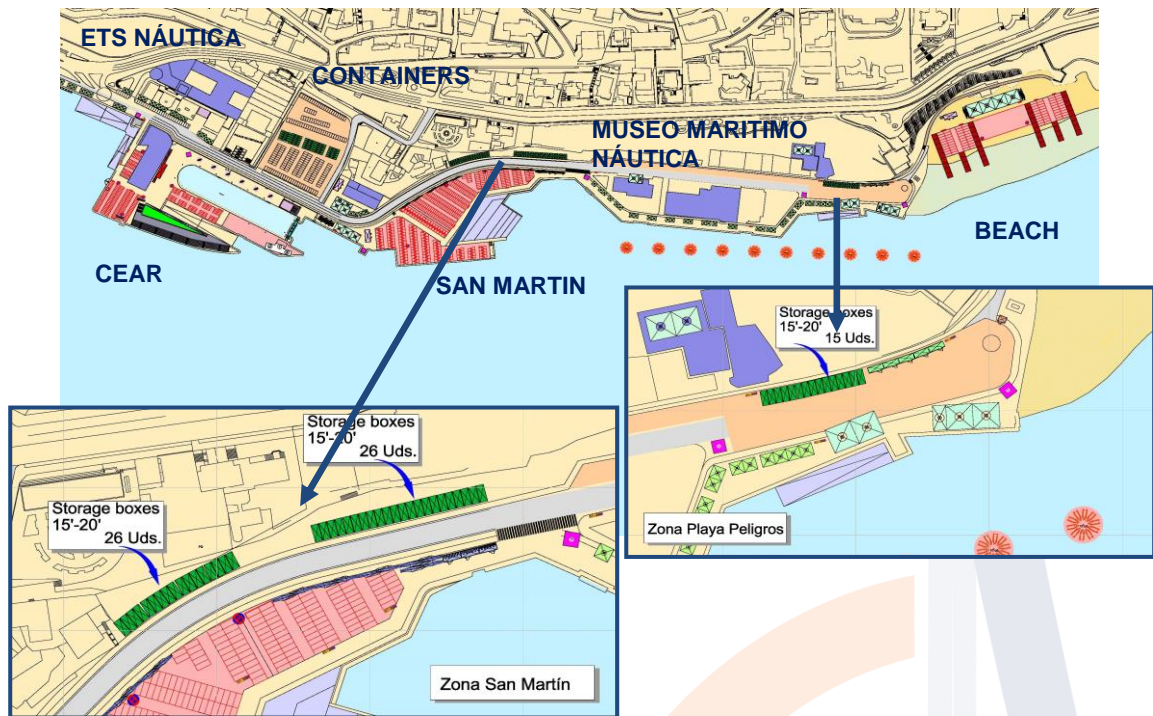 ETS NÁUTICA
CONTAINERS
MUSEO MARITIMO
NÁUTICA
BEACH
CEAR
SAN MARTIN
Storage boxes
15'-20'
15 Uds.
Zona Playa Peligros
Storage boxes
15'-20'
26 Uds.
Storage boxes
15'-20'
26 Uds.
Zona San Martín